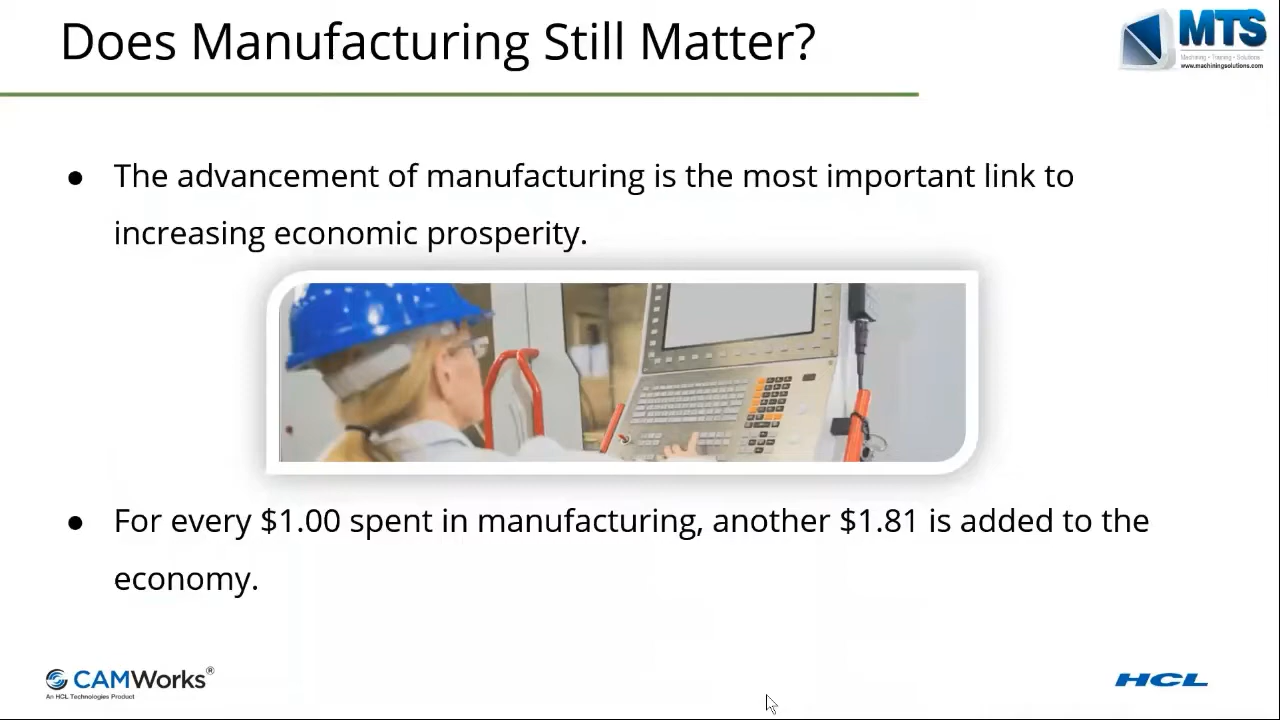 Does Manufacturing Still Matter?
MTS
Machining • Training • Solutions
www.machiningsolutions.com
● The advancement of manufacturing is the most important link to
increasing economic prosperity.
● For every $1.00 spent in manufacturing, another $1.81 is added to the
economy.
CAMWorks®
An HCL Technologies Product
HCL